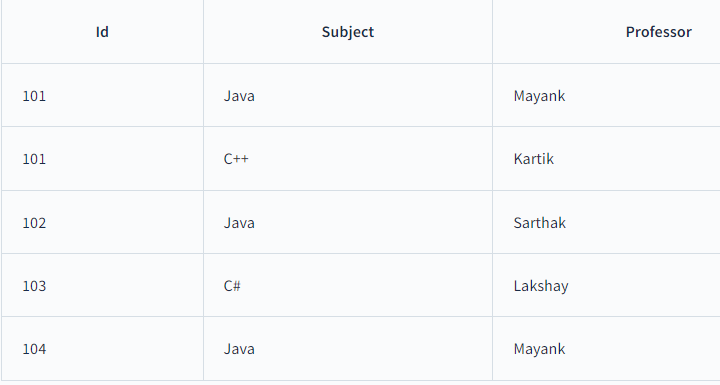 Id Subject Professor
101 Java Mayank
101 C++ Kartik
102 Java Sarthak
103 C# Lakshay
104 Java Mayank